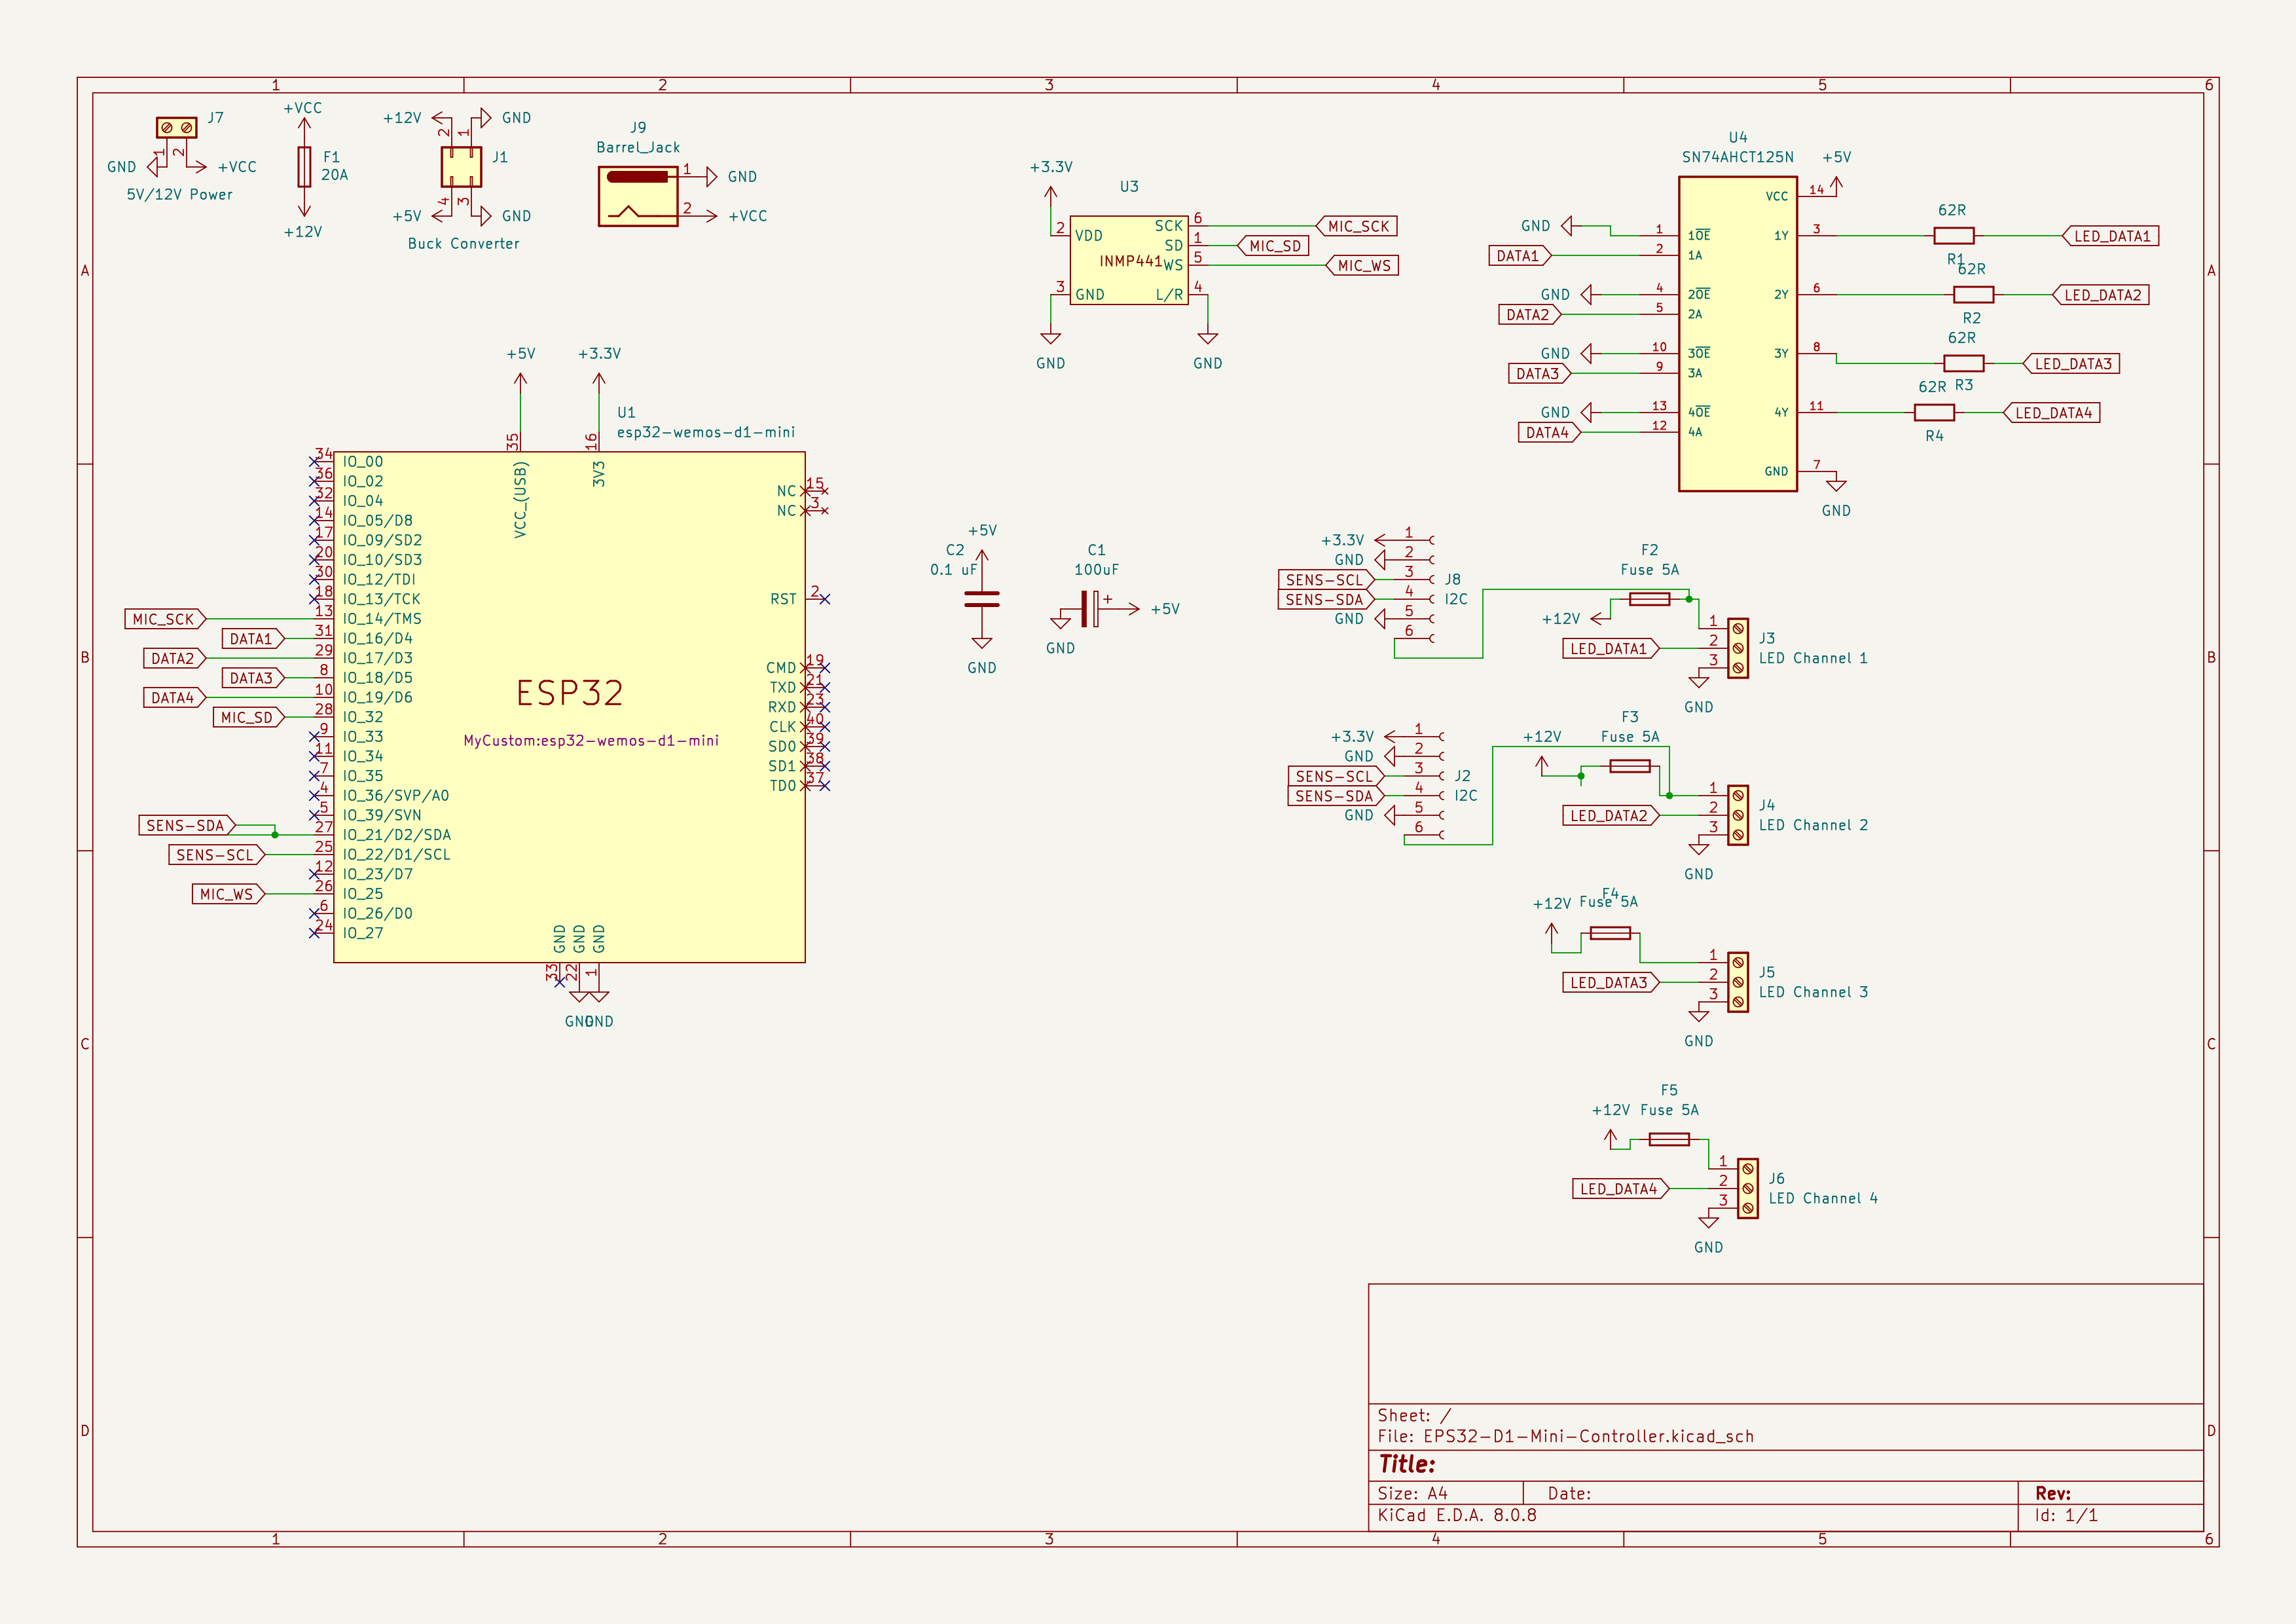 1 2 3 4 5 6
A
B
C
D
J7
1
2
GND
+VCC
5V/12V Power
+VCC
F1
20A
+12V
+12V
GND
2
1
J1
4
3
+5V
GND
Buck Converter
J9
Barrel_Jack
1
GND
2
+VCC
+3.3V
U3
2
VDD
SCK
6
MIC_SCK
SD
1
MIC_SD
INMP441
WS
5
MIC_WS
3
GND
L/R
4
GND
GND
U4
SN74AHCT125N
+5V
VCC
14
GND
1
1OE
1Y
3
62R
R1
LED_DATA1
DATA1
2
1A
GND
4
2OE
2Y
6
62R
R2
LED_DATA2
DATA2
5
2A
GND
10
3OE
3Y
8
62R
R3
LED_DATA3
DATA3
9
3A
GND
13
4OE
4Y
11
62R
R4
LED_DATA4
DATA4
12
4A
GND
7
GND
+5V
+3.3V
U1
esp32-wemos-d1-mini
35
16
VCC_(USB)
3V3
34
IO_00
36
IO_02
32
IO_04
14
IO_05/D8
17
IO_09/SD2
20
IO_10/SD3
30
IO_12/TDI
18
IO_13/TCK
MIC_SCK
13
IO_14/TMS
DATA1
31
IO_16/D4
DATA2
29
IO_17/D3
DATA3
8
IO_18/D5
DATA4
10
IO_19/D6
MIC_SD
28
IO_32
9
IO_33
11
IO_34
7
IO_35
4
IO_36/SVP/A0
5
IO_39/SVN
SENS-SDA
27
IO_21/D2/SDA
SENS-SCL
25
IO_22/D1/SCL
12
IO_23/D7
MIC_WS
26
IO_25
6
IO_26/D0
24
IO_27
ESP32
MyCustom:esp32-wemos-d1-mini
NC
15
NC
3
RST
2
CMD
19
TXD
21
RXD
23
CLK
40
SD0
39
SD1
38
TD0
37
GND
GND
GND
33
22
1
GND
GND
+5V
C2
0.1 uF
GND
C1
100uF
+
+5V
GND
+3.3V
1
GND
2
SENS-SCL
3
SENS-SDA
4
GND
5
6
J8
I2C
F2
Fuse 5A
+12V
1
LED_DATA1
2
3
J3
LED Channel 1
GND
+3.3V
1
GND
2
SENS-SCL
3
SENS-SDA
4
GND
5
6
J2
I2C
F3
Fuse 5A
+12V
1
LED_DATA2
2
3
J4
LED Channel 2
GND
F4
Fuse 5A
+12V
1
LED_DATA3
2
3
J5
LED Channel 3
GND
F5
Fuse 5A
+12V
1
LED_DATA4
2
3
J6
LED Channel 4
GND
Sheet: /
File: EPS32-D1-Mini-Controller.kicad_sch
Title:
Size: A4
Date:
Rev:
KiCad E.D.A. 8.0.8
Id: 1/1
A
B
C
D
1 2 3 4 5 6